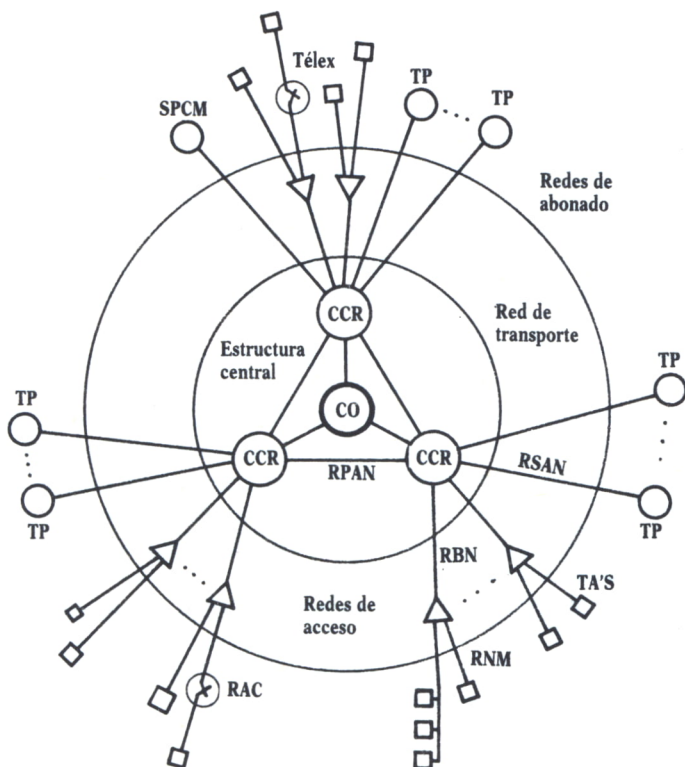 Télex
TP
TP
SPCM
Redes de
abonado
CCR
Red de
transporte
Estructura
central
TP
CO
TP
CCR
CCR
RSAN
RPAN
TP
TP
RBN
TA'S
Redes de
acceso
RNM
RAC